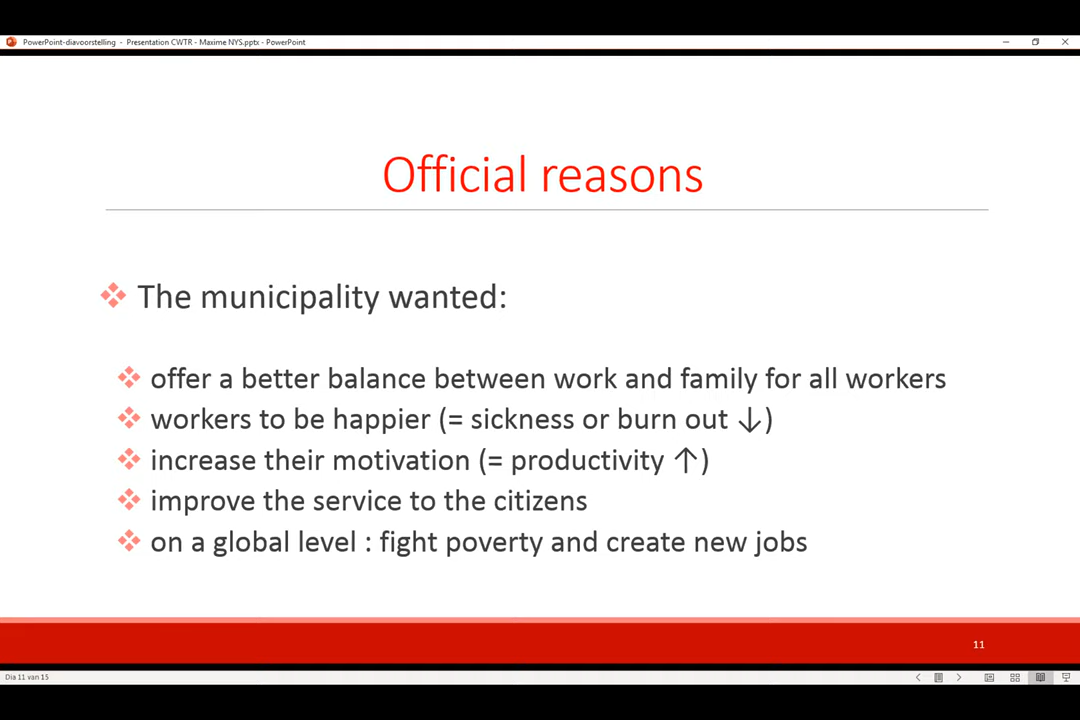 PowerPoint-diavoorstelling - Presentation CWTR - Maxime NYS.pptx - PowerPoint
Official reasons
The municipality wanted:
offer a better balance between work and family for all workers
workers to be happier (= sickness or burn out ↓)
increase their motivation (= productivity ↑)
improve the service to the citizens
on a global level : fight poverty and create new jobs
11
Dia 11 van 15